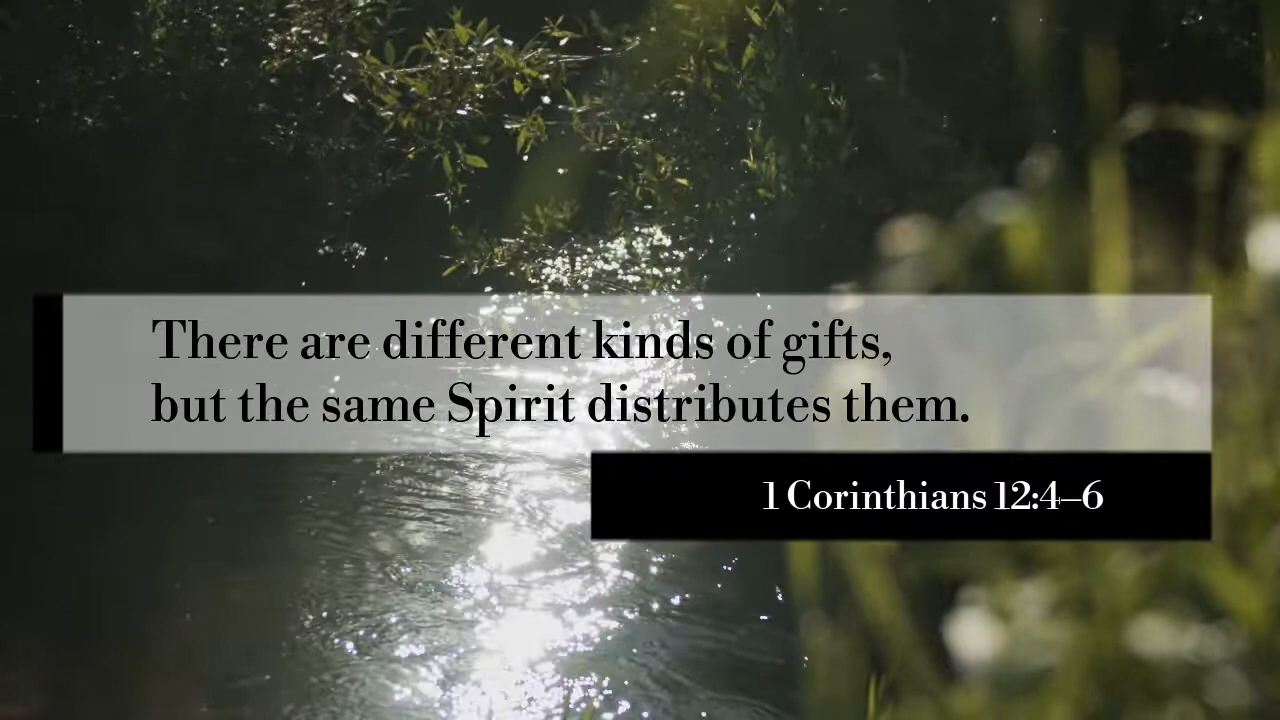 There are different kinds of gifts,
but the same Spirit distributes them.
1 Corinthians 12:4–6